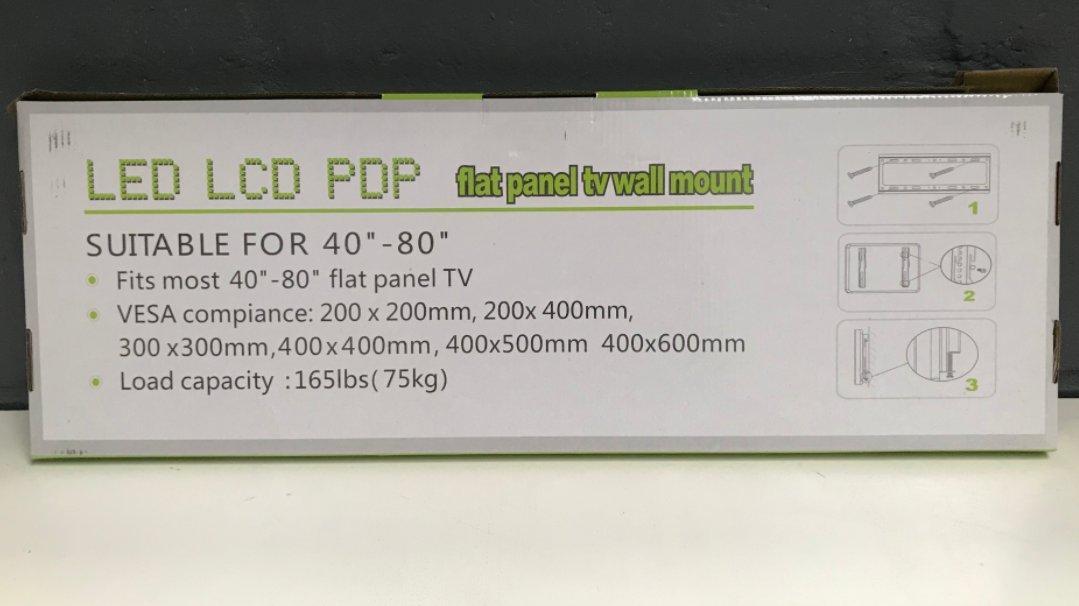 LED LCD PDP flat panel tv wall mount
SUITABLE FOR 40"-80"
Fits most 40"-80" flat panel TV
VESA compiance: 200 x 200mm, 200x 400mm,
300 x300mm,400x400mm, 400x500mm 400x600mm
Load capacity :165lbs(75kg)
1
2
3